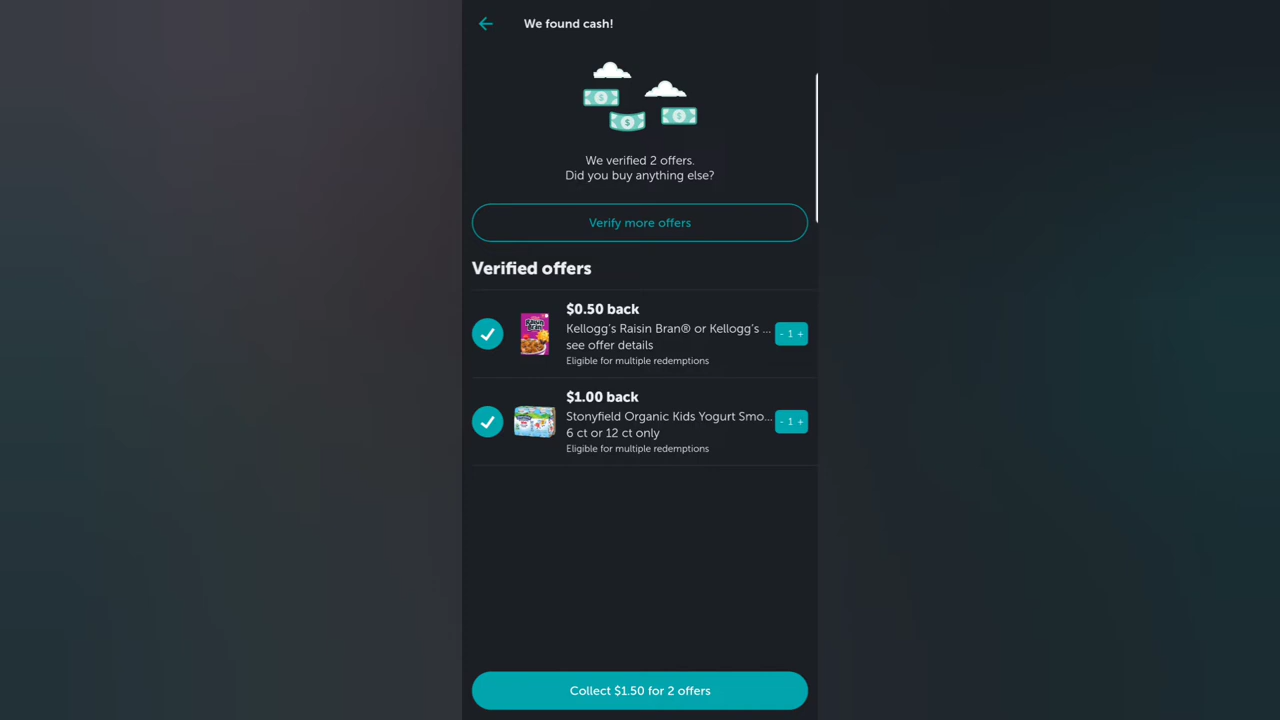 We found cash!
We verified 2 offers.
Did you buy anything else?
Verify more offers
Verified offers
$0.50 back
Kellogg's Raisin Bran® or Kellogg's ...
see offer details
Eligible for multiple redemptions
- 1 +
$1.00 back
Stonyfield Organic Kids Yogurt Smo...
6 ct or 12 ct only
Eligible for multiple redemptions
- 1 +
Collect $1.50 for 2 offers